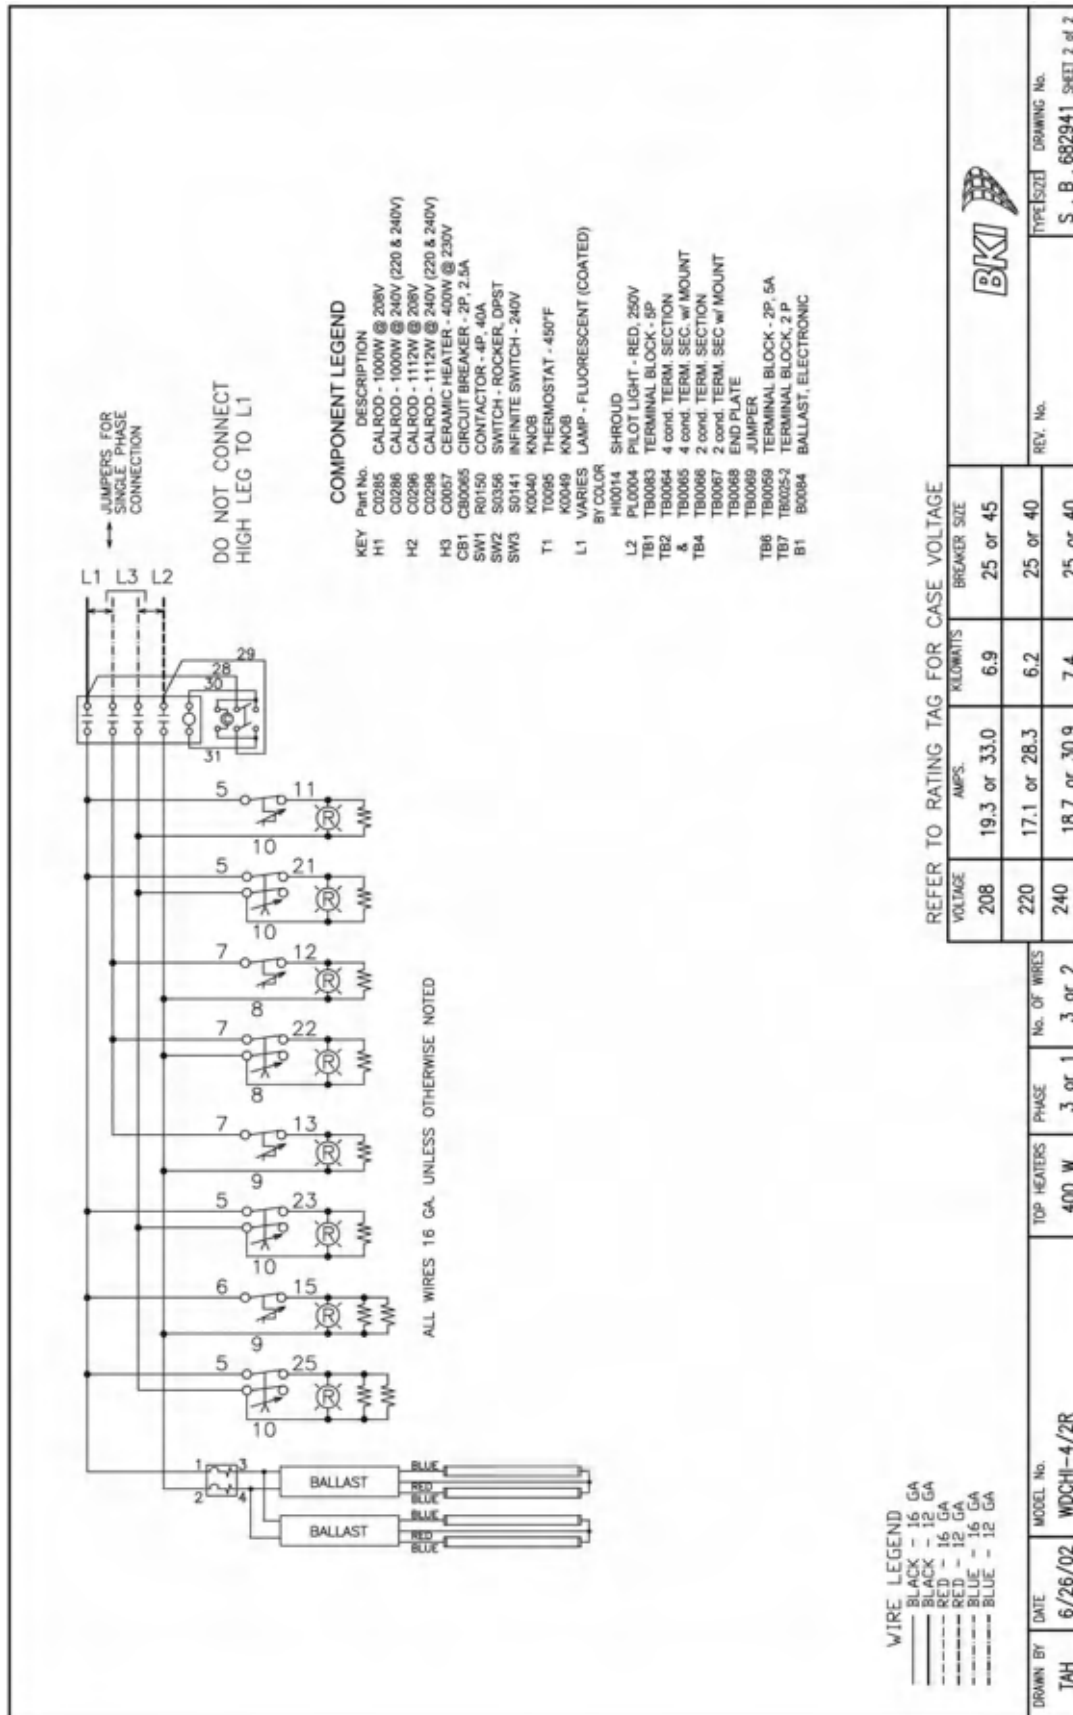 L1 L3 L2
JUMPERS FOR
SINGLE PHASE
CONNECTION
DO NOT CONNECT
HIGH LEG TO L1
28
29
30
31
5 11
10
5 21
10
7 12
8
7 22
8
7 13
9
5 23
10
6 15
9
5 25
10
1 3
2 4
R
R
R
R
R
R
R
R
C
BALLAST
BLUE
RED
BLUE
BALLAST
BLUE
RED
BLUE
ALL WIRES 16 GA. UNLESS OTHERWISE NOTED
COMPONENT LEGEND
KEY Part No. DESCRIPTION
H1 C0285 CALROD - 1000W @ 208V
C0286 CALROD - 1000W @ 240V (220 & 240V)
H2 C0296 CALROD - 1112W @ 208V
C0298 CALROD - 1112W @ 240V (220 & 240V)
H3 C0057 CERAMIC HEATER - 400W @ 230V
CB1 CB0065 CIRCUIT BREAKER - 2P, 2.5A
SW1 R0150 CONTACTOR - 4P, 40A
SW2 S0356 SWITCH - ROCKER, DPST
SW3 S0141 INFINITE SWITCH - 240V
K0040 KNOB
T1 T0095 THERMOSTAT - 450°F
K0049 KNOB
L1 VARIES LAMP - FLUORESCENT (COATED)
BY COLOR
HI0014 SHROUD
L2 PL0004 PILOT LIGHT - RED, 250V
TB1 TB0083 TERMINAL BLOCK - 5P
TB2 TB0064 4 cond. TERM. SECTION
& TB0065 4 cond. TERM. SEC. w/ MOUNT
TB4 TB0066 2 cond. TERM. SECTION
TB0067 2 cond. TERM. SEC w/ MOUNT
TB0068 END PLATE
TB0069 JUMPER
TB6 TB0059 TERMINAL BLOCK - 2P, 5A
TB7 TB025-2 TERMINAL BLOCK, 2 P
B1 B0084 BALLAST, ELECTRONIC
WIRE LEGEND
BLACK - 16 GA
BLACK - 12 GA
RED - 16 GA
RED - 12 GA
BLUE - 16 GA
BLUE - 12 GA
REFER TO RATING TAG FOR CASE VOLTAGE
VOLTAGE AMPS. KILOWATTS BREAKER SIZE
208 19.3 or 33.0 6.9 25 or 45
220 17.1 or 28.3 6.2 25 or 40
240 18.7 or 30.9 7.4 25 or 40
BKI
DRAWN BY DATE MODEL No. TOP HEATERS PHASE No. OF WIRES REV. No. TYPE SIZE DRAWING No.
TAH 6/26/02 WDCHI-4/2R 400 W 3 or 1 3 or 2 S . B . 682941 SHEET 2 of 2